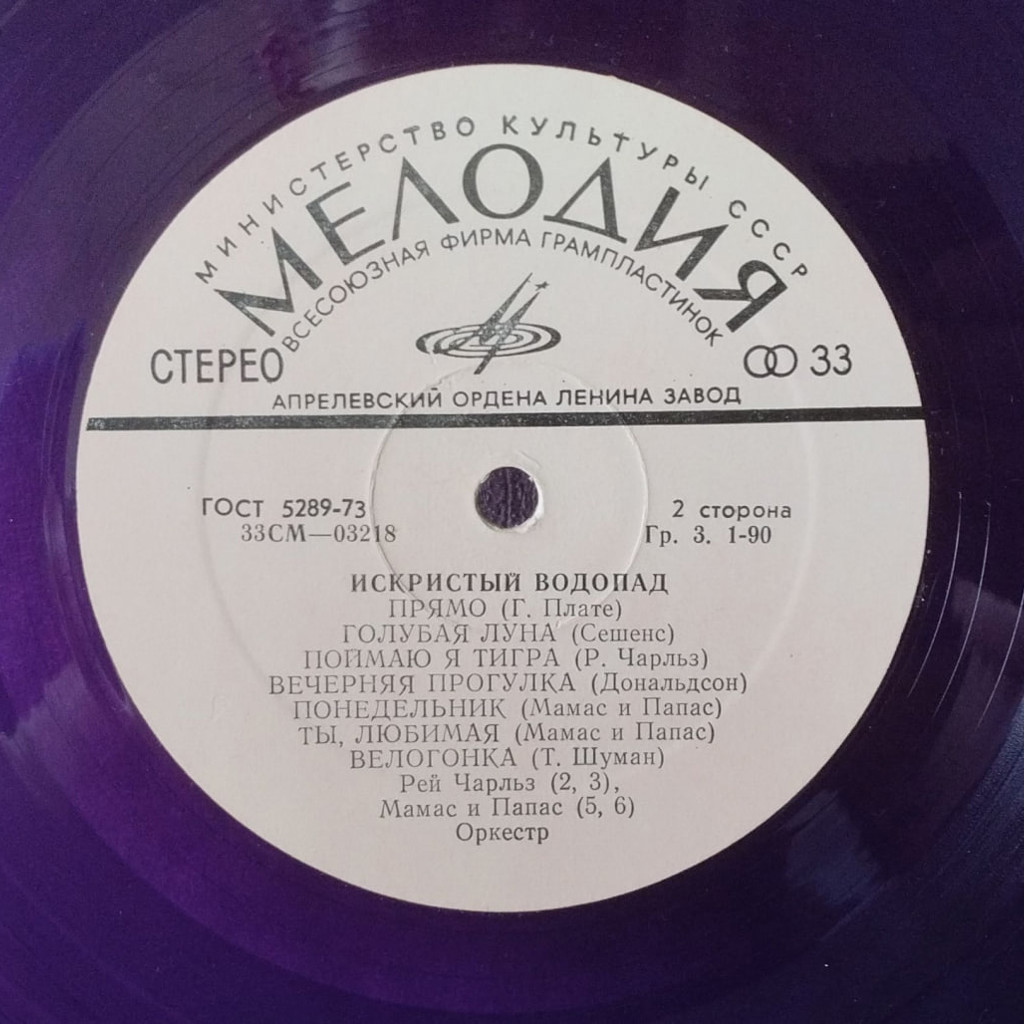 МИНИСТЕРСТВО КУЛЬТУРЫ СССР
МЕЛОДИЯ
ВСЕСОЮЗНАЯ ФИРМА ГРАМПЛАСТИНОК
СТЕРЕО
33
АПРЕЛЕВСКИЙ ОРДЕНА ЛЕНИНА ЗАВОД
ГОСТ 5289-73
2 сторона
33СМ—03218
Гр. 3. 1-90
ИСКРИСТЫЙ ВОДОПАД
ПРЯМО (Г. Плате)
ГОЛУБАЯ ЛУНА (Сешенс)
ПОЙМАЮ Я ТИГРА (Р. Чарльз)
ВЕЧЕРНЯЯ ПРОГУЛКА (Дональдсон)
ПОНЕДЕЛЬНИК (Мамас и Папас)
ТЫ, ЛЮБИМАЯ (Мамас и Папас)
ВЕЛОГОНКА (Т. Шуман)
Рей Чарльз (2, 3),
Мамас и Папас (5, 6)
Оркестр